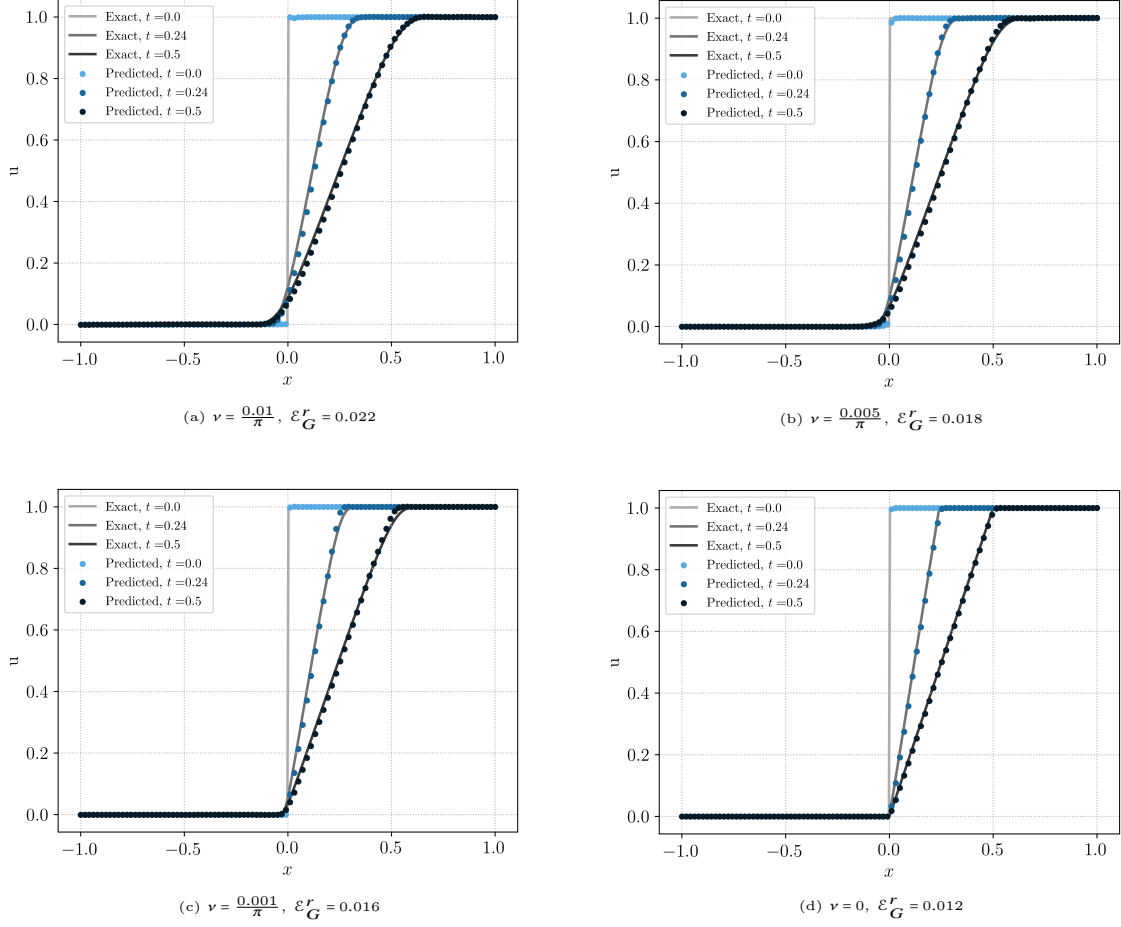 Exact, t =0.0
Exact, t =0.24
Exact, t =0.5
Predicted, t =0.0
Predicted, t =0.24
Predicted, t =0.5
1.0
0.8
0.6
0.4
0.2
0.0
u
−1.0 −0.5 0.0 0.5 1.0
x
(a) ν = 0.01/π, ℰ_G^r = 0.022
Exact, t =0.0
Exact, t =0.24
Exact, t =0.5
Predicted, t =0.0
Predicted, t =0.24
Predicted, t =0.5
1.0
0.8
0.6
0.4
0.2
0.0
u
−1.0 −0.5 0.0 0.5 1.0
x
(b) ν = 0.005/π, ℰ_G^r = 0.018
Exact, t =0.0
Exact, t =0.24
Exact, t =0.5
Predicted, t =0.0
Predicted, t =0.24
Predicted, t =0.5
1.0
0.8
0.6
0.4
0.2
0.0
u
−1.0 −0.5 0.0 0.5 1.0
x
(c) ν = 0.001/π, ℰ_G^r = 0.016
Exact, t =0.0
Exact, t =0.24
Exact, t =0.5
Predicted, t =0.0
Predicted, t =0.24
Predicted, t =0.5
1.0
0.8
0.6
0.4
0.2
0.0
u
−1.0 −0.5 0.0 0.5 1.0
x
(d) ν = 0, ℰ_G^r = 0.012